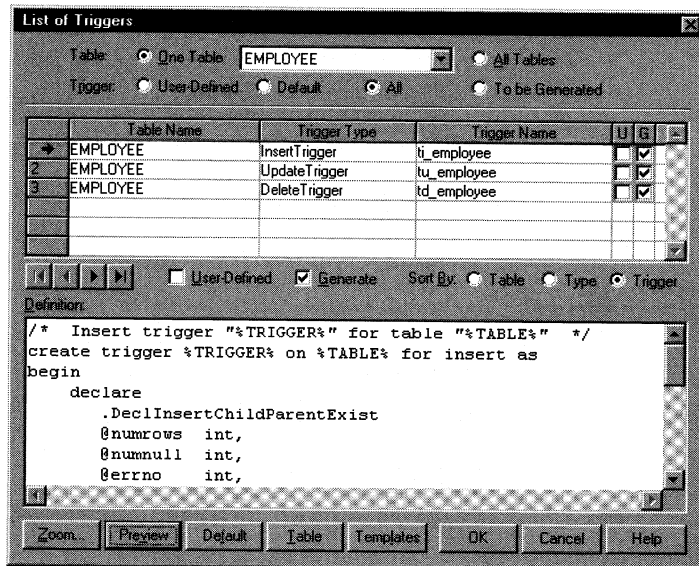 List of Triggers
Table: One Table EMPLOYEE All Tables
Trigger: User-Defined Default All To be Generated
Table Name Trigger Type Trigger Name U G
EMPLOYEE InsertTrigger ti_employee
2 EMPLOYEE UpdateTrigger tu_employee
3 EMPLOYEE DeleteTrigger td_employee
User-Defined Generate Sort By: Table Type Trigger
Definition:
/*  Insert trigger "%TRIGGER%" for table "%TABLE%"  */
create trigger %TRIGGER% on %TABLE% for insert as
begin
declare
.DeclInsertChildParentExist
@numrows int,
@numnull int,
@errno int,
Zoom... Preview Default Table Templates OK Cancel Help